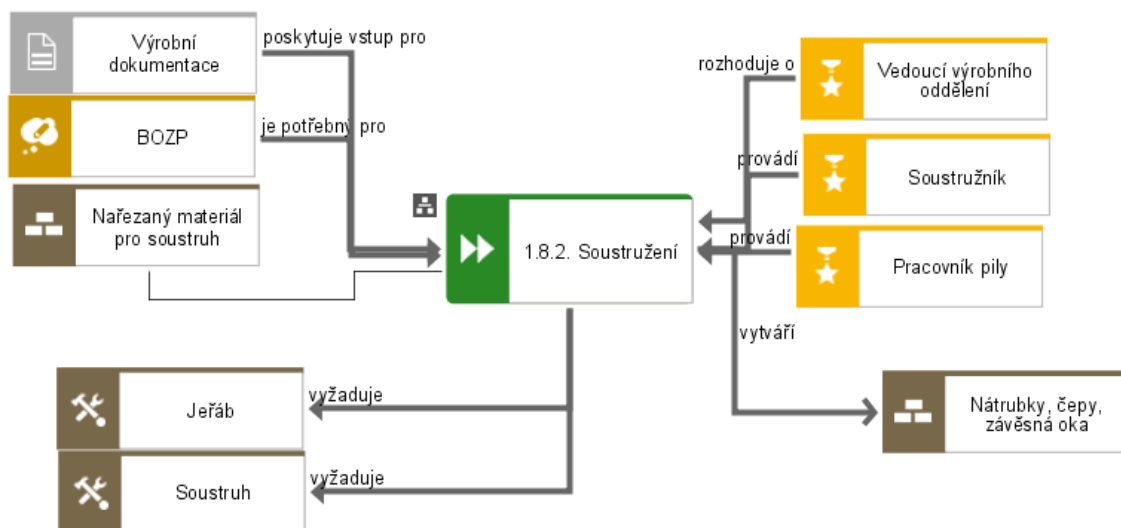 Výrobní
dokumentace
poskytuje vstup pro
BOZP
je potřebný pro
Nařezaný materiál
pro soustruh
1.8.2. Soustružení
rozhoduje o
Vedoucí výrobního
oddělení
provádí
Soustružník
provádí
Pracovník pily
vytváří
Nátrubky, čepy,
závěsná oka
Jeřáb
vyžaduje
Soustruh
vyžaduje